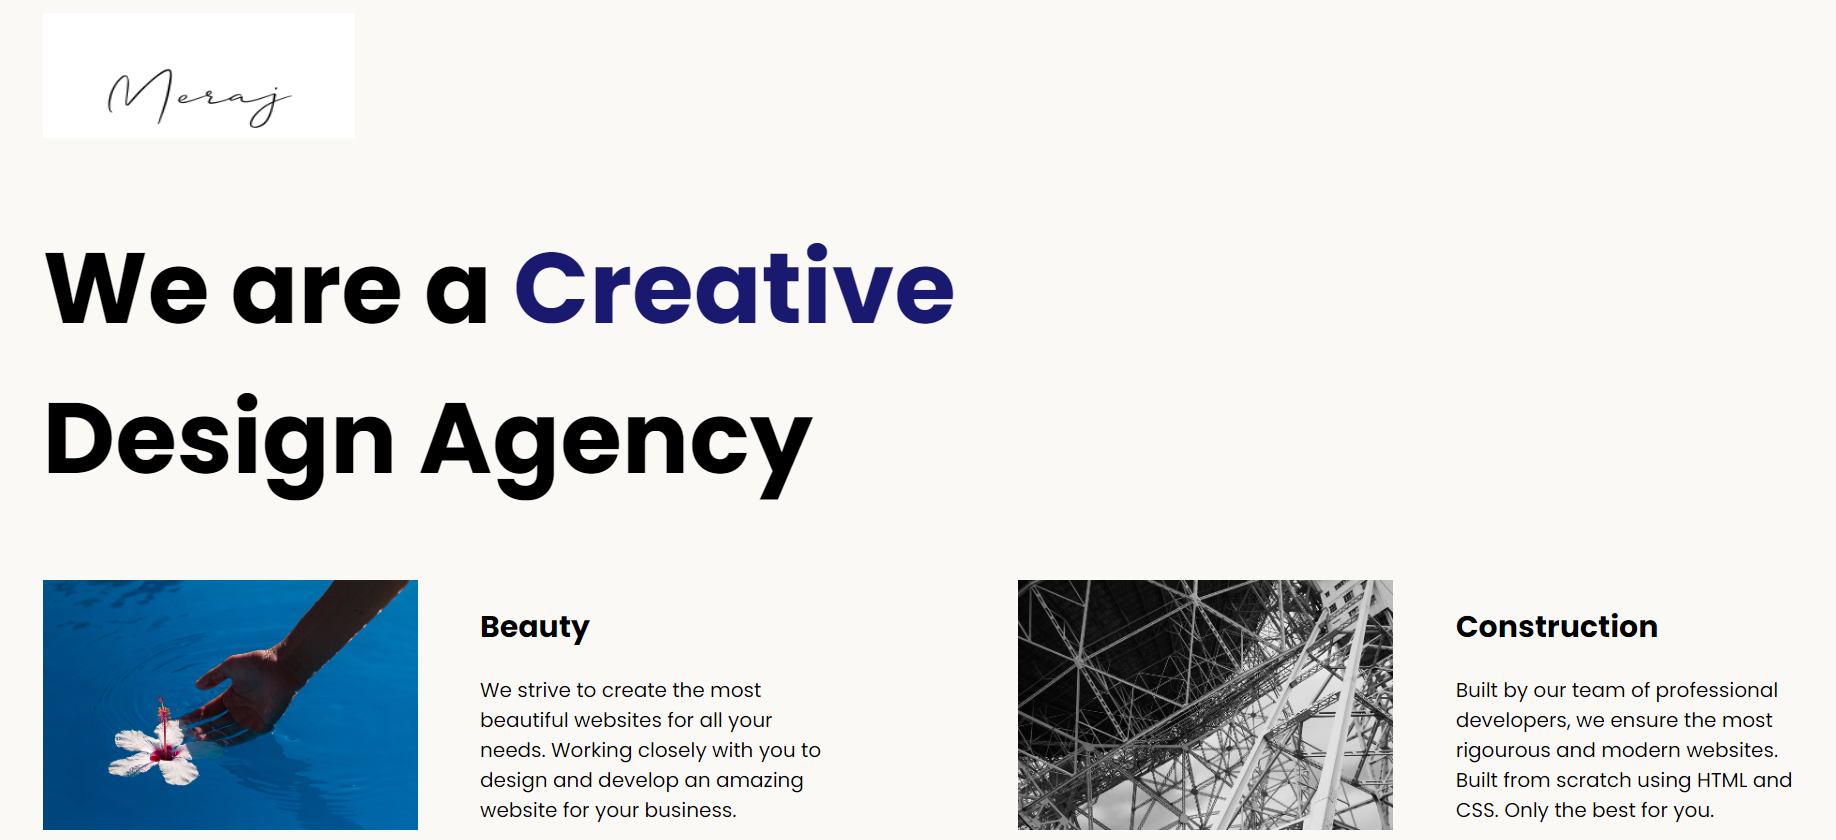 Meraj
We are a Creative
Design Agency
Beauty
We strive to create the most
beautiful websites for all your
needs. Working closely with you to
design and develop an amazing
website for your business.
Construction
Built by our team of professional
developers, we ensure the most
rigourous and modern websites.
Built from scratch using HTML and
CSS. Only the best for you.